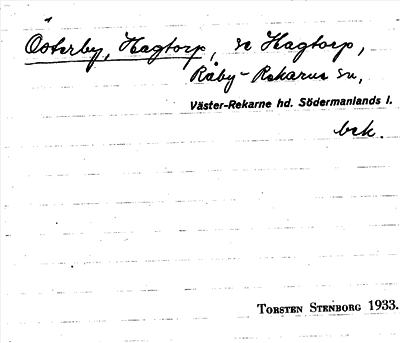 Österby, Hagtorp, se Hagtorp,
Råby-Rekarne sn,
Väster-Rekarne hd. Södermanlands l.
bek.
Torsten Stenborg 1933.